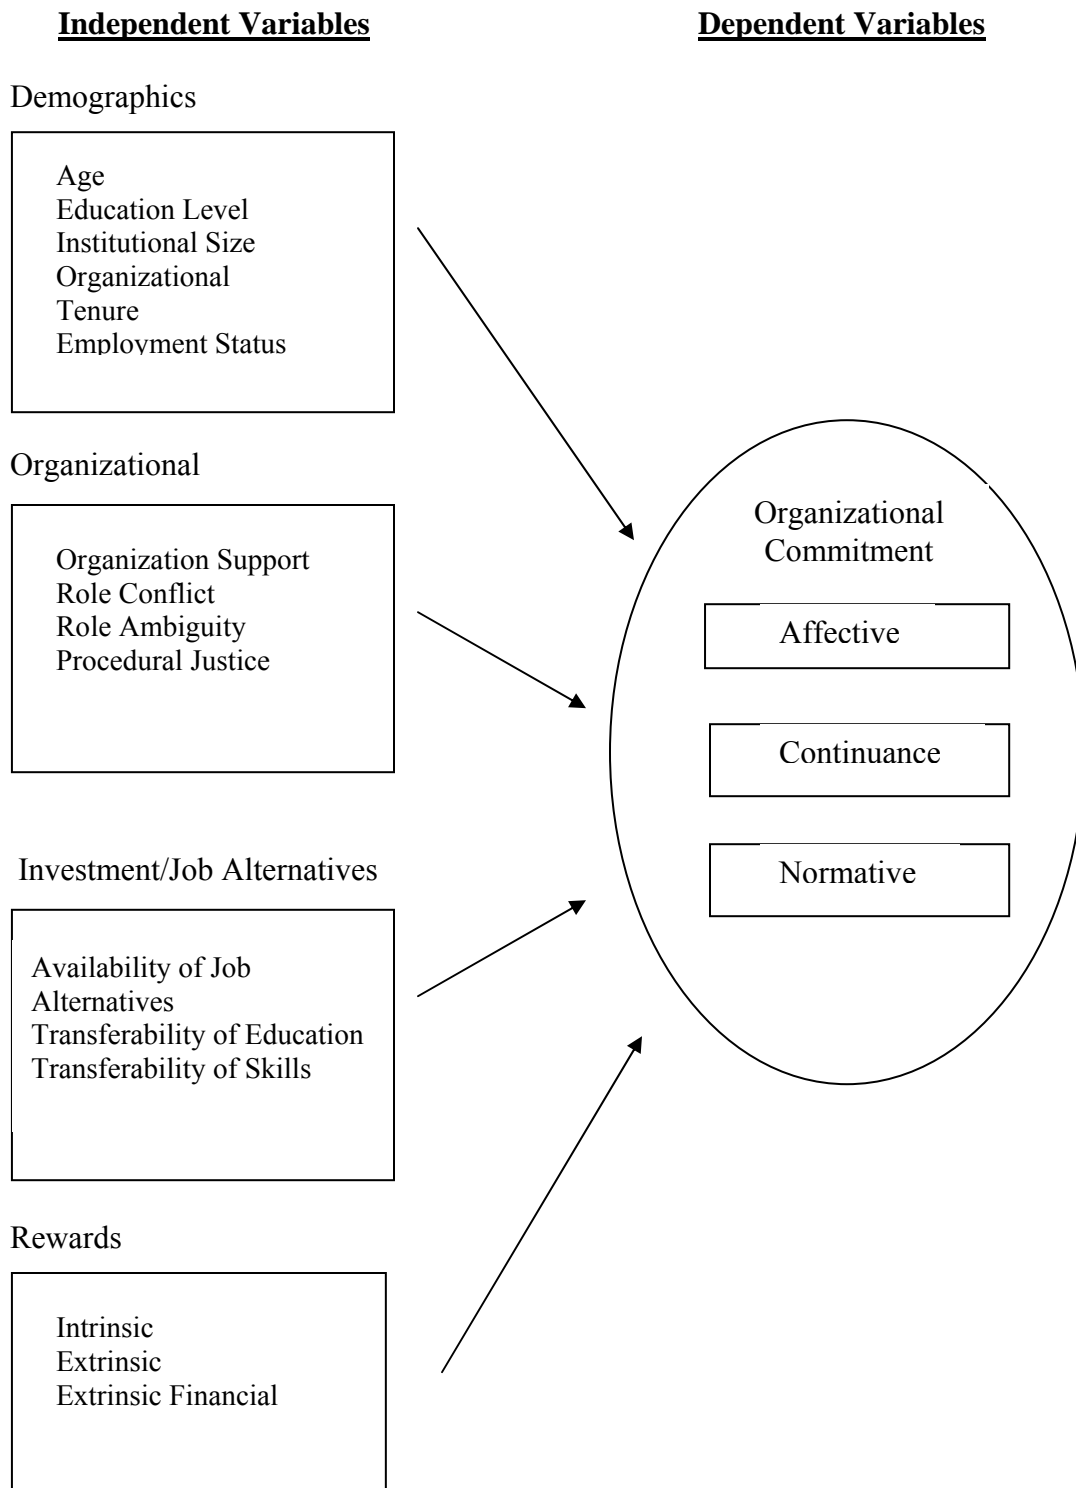 Independent Variables
Dependent Variables
Demographics
Age
Education Level
Institutional Size
Organizational
Tenure
Employment Status
Organizational
Organization Support
Role Conflict
Role Ambiguity
Procedural Justice
Investment/Job Alternatives
Availability of Job
Alternatives
Transferability of Education
Transferability of Skills
Rewards
Intrinsic
Extrinsic
Extrinsic Financial
Organizational
Commitment
Affective
Continuance
Normative